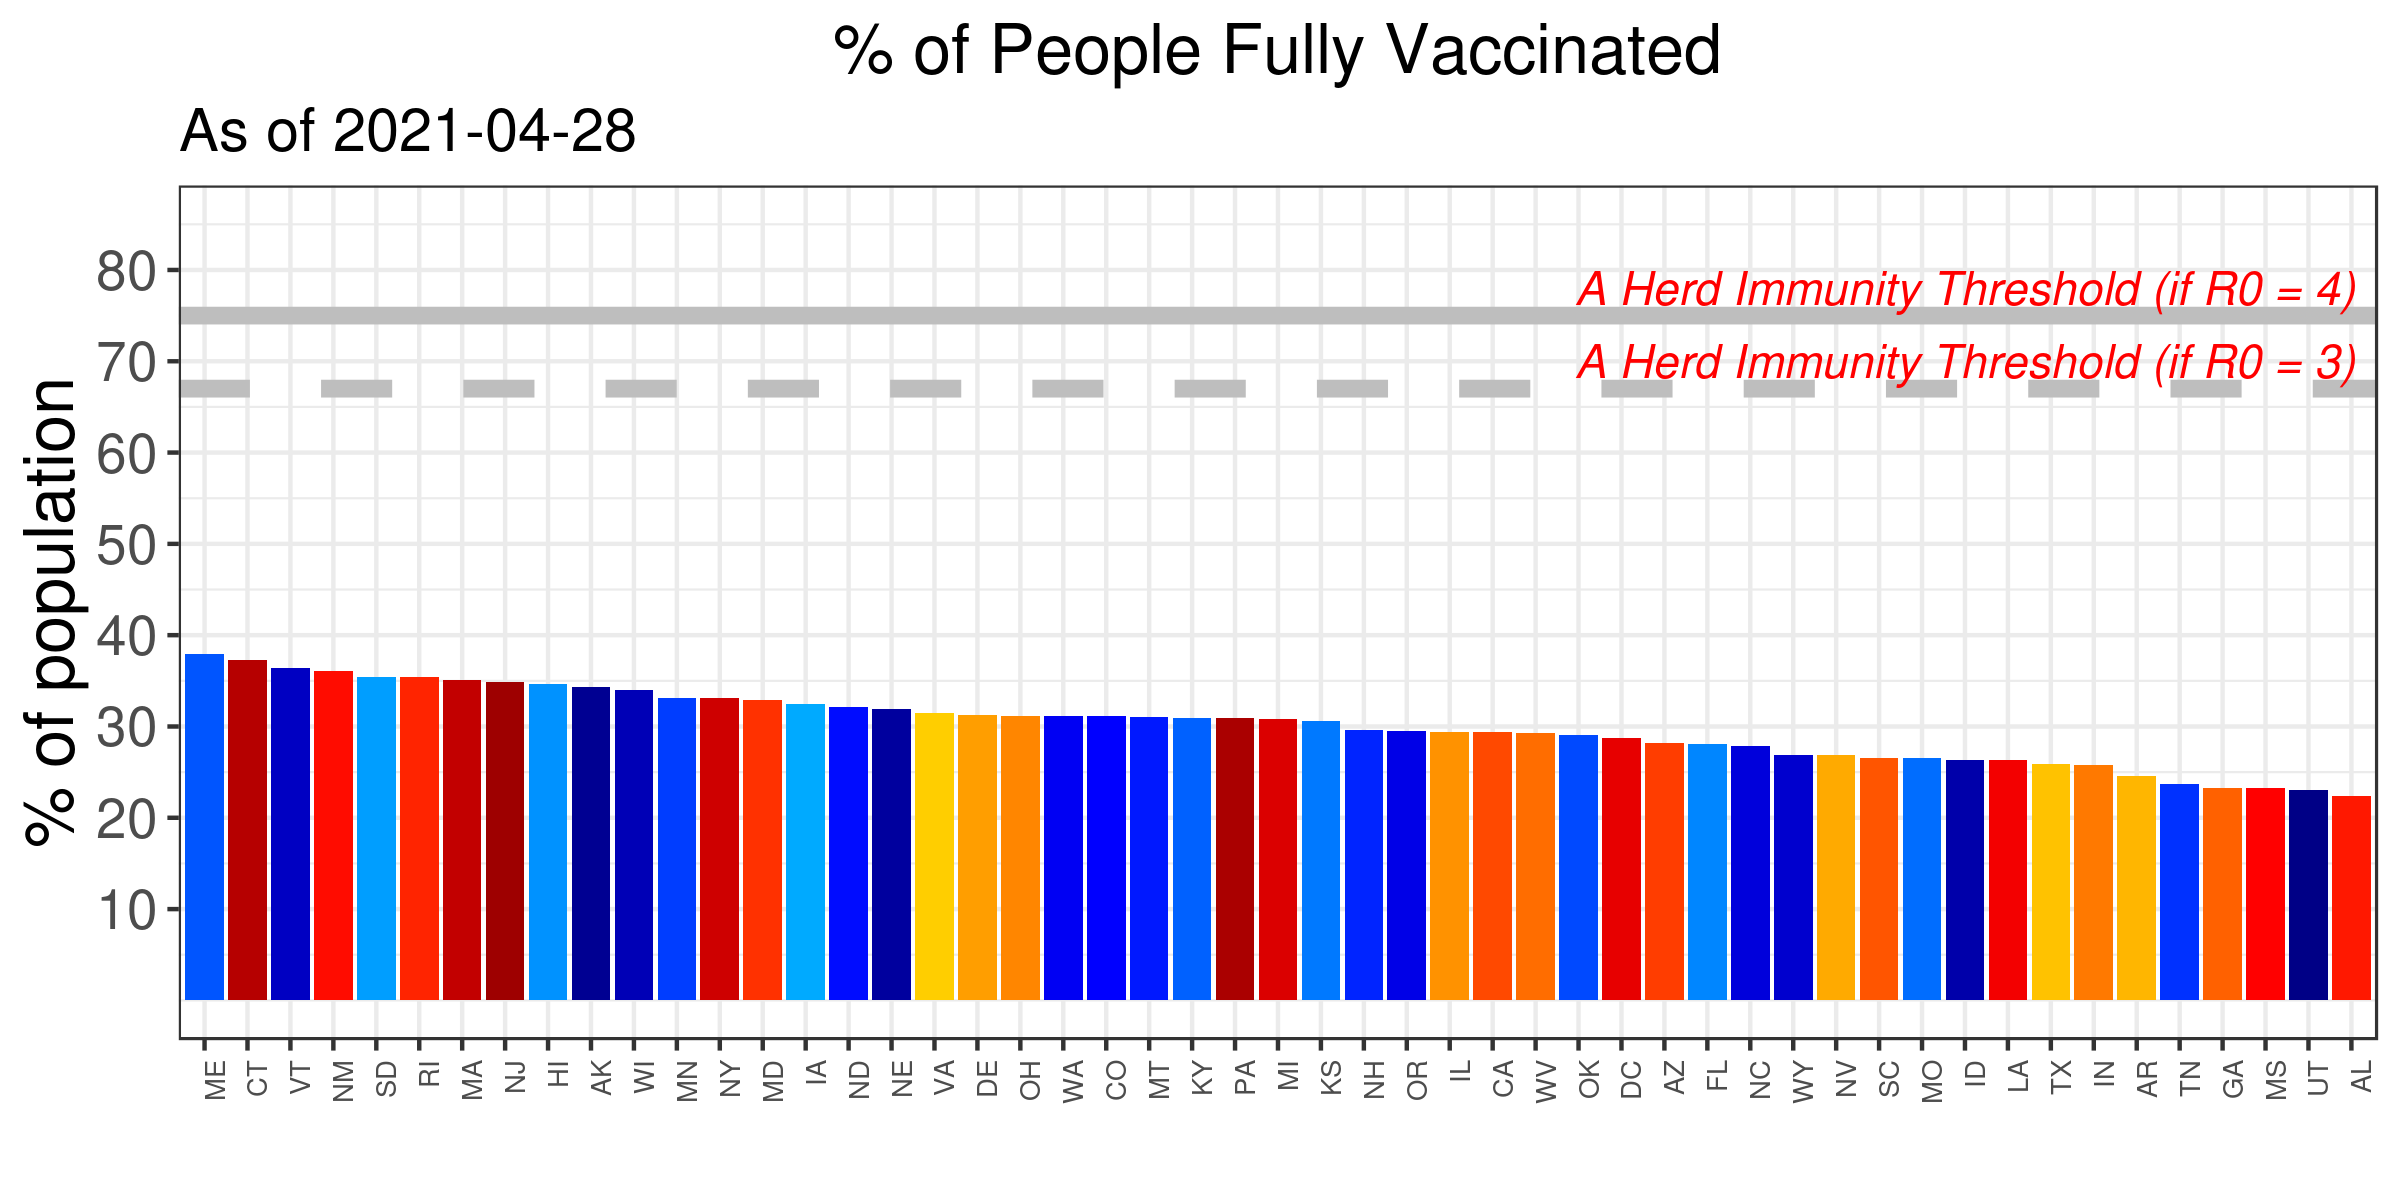 % of People Fully Vaccinated
As of 2021-04-28
% of population
80
70
60
50
40
30
20
10
A Herd Immunity Threshold (if R0 = 4)
A Herd Immunity Threshold (if R0 = 3)
ME CT VT NM SD RI MA NJ HI AK WI MN NY MD IA ND NE VA DE OH WA CO MT KY PA MI KS NH OR IL CA WV OK DC AZ FL NC WY NV SC MO ID LA TX IN AR TN GA MS UT AL